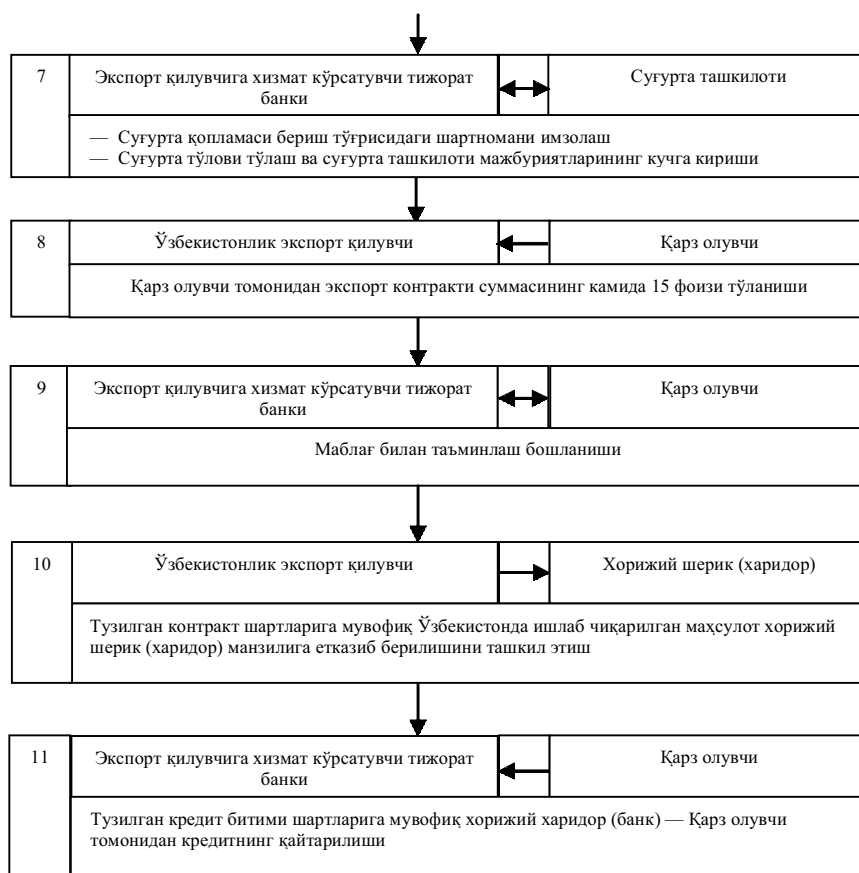 7
Экспорт қилувчига хизмат кўрсатувчи тижорат
банки
Суғурта ташкилоти
— Суғурта қопламаси бериш тўғрисидаги шартномани имзолаш
— Суғурта тўлови тўлаш ва суғурта ташкилоти мажбуриятларининг кучга кириши
8
Ўзбекистонлик экспорт қилувчи
Қарз олувчи
Қарз олувчи томонидан экспорт контракти суммасининг камида 15 фоизи тўланиши
9
Экспорт қилувчига хизмат кўрсатувчи тижорат
банки
Қарз олувчи
Маблағ билан таъминлаш бошланиши
10
Ўзбекистонлик экспорт қилувчи
Хорижий шерик (харидор)
Тузилган контракт шартларига мувофиқ Ўзбекистонда ишлаб чиқарилган маҳсулот хорижий
шерик (харидор) манзилига етказиб берилишини ташкил этиш
11
Экспорт қилувчига хизмат кўрсатувчи тижорат
банки
Қарз олувчи
Тузилган кредит битими шартларига мувофиқ хорижий харидор (банк) — Қарз олувчи
томонидан кредитнинг қайтарилиши